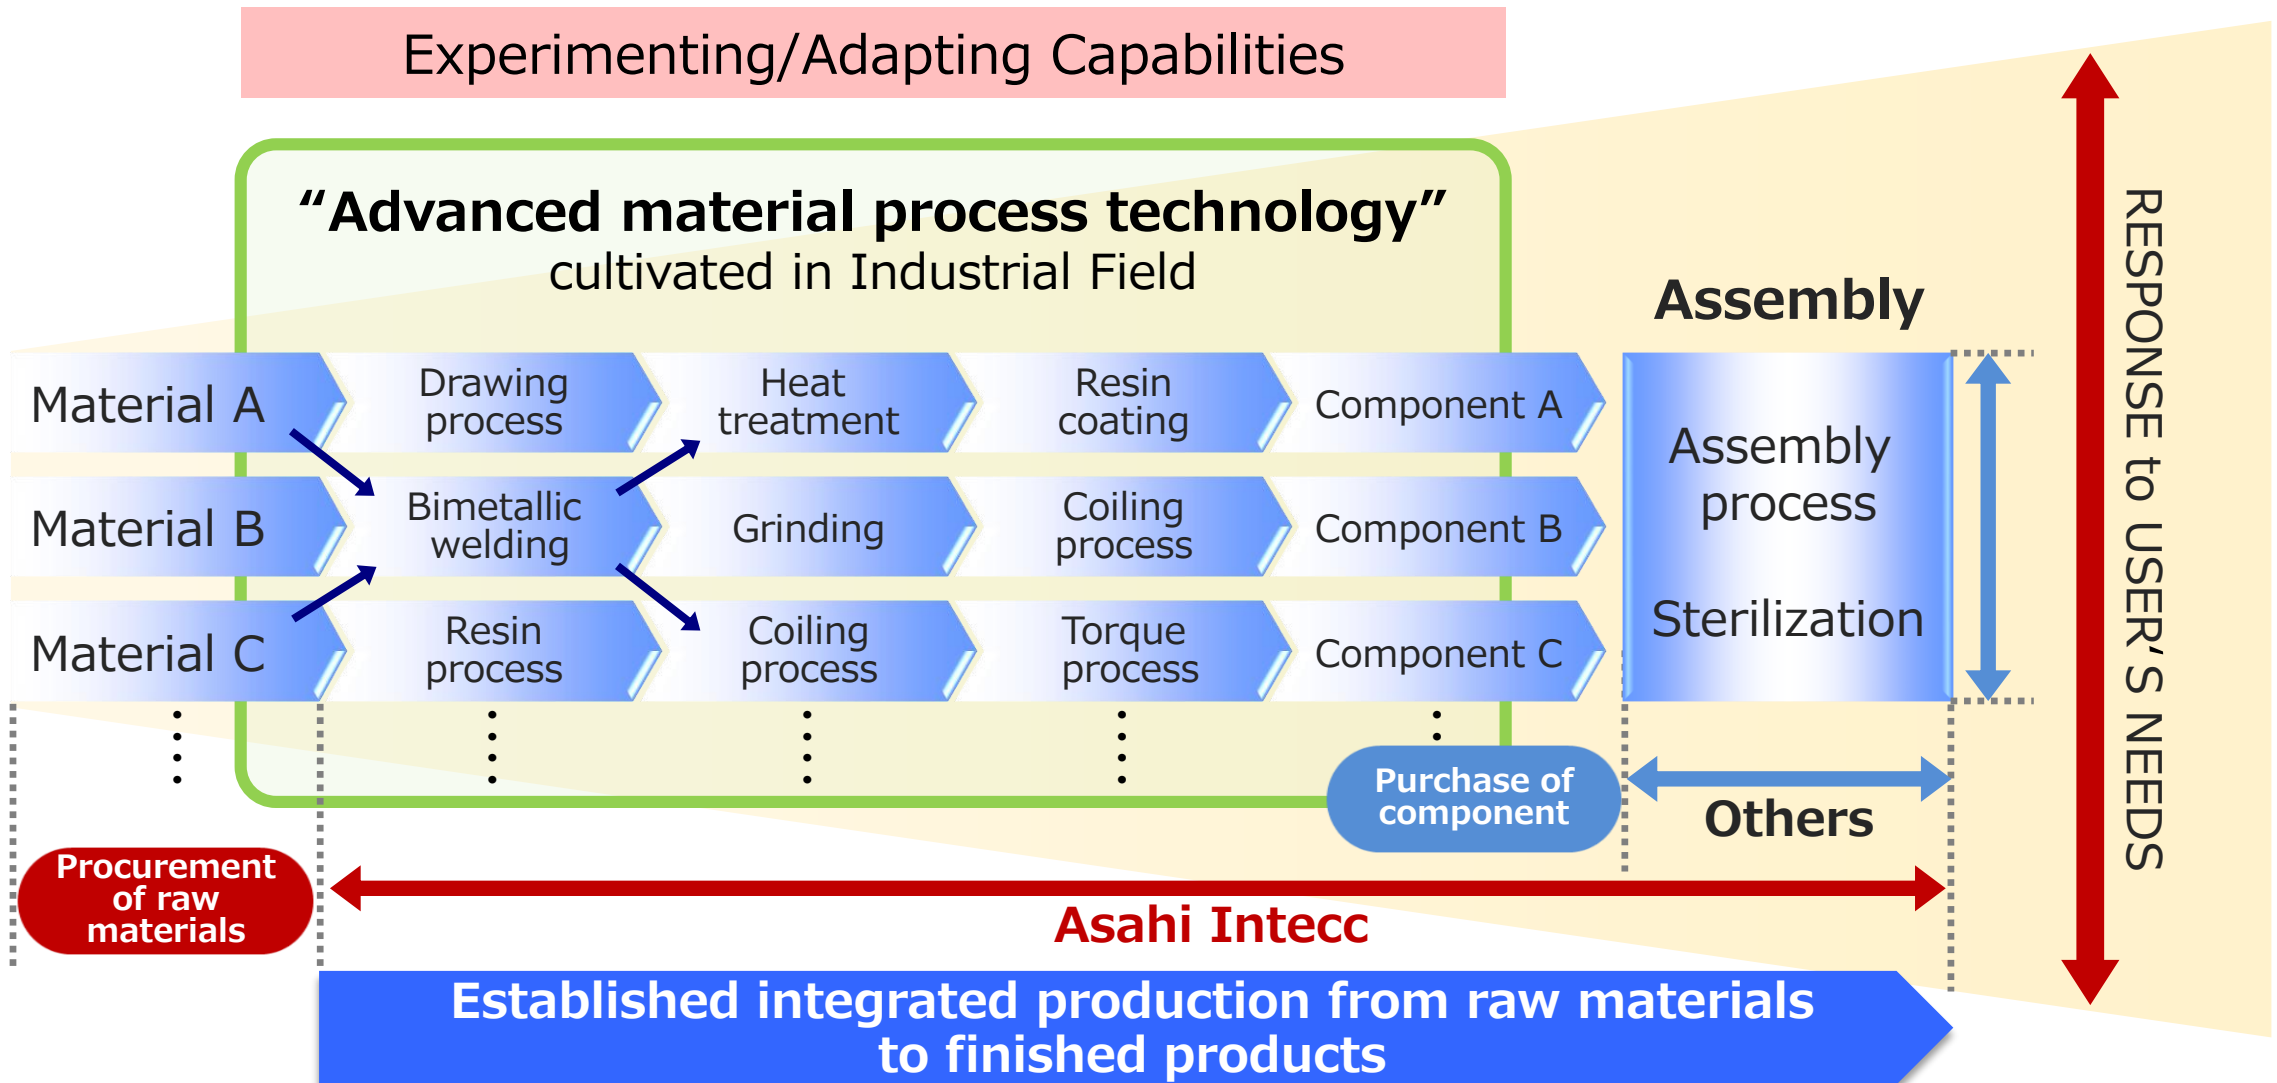 Experimenting/Adapting Capabilities
“Advanced material process technology”
cultivated in Industrial Field
Assembly
Material A
Drawing
process
Heat
treatment
Resin
coating
Component A
Material B
Bimetallic
welding
Grinding
Coiling
process
Component B
Material C
Resin
process
Coiling
process
Torque
process
Component C
Assembly
process
Sterilization
RESPONSE to USER’S NEEDS
Purchase of
component
Others
Procurement
of raw
materials
Asahi Intecc
Established integrated production from raw materials
to finished products